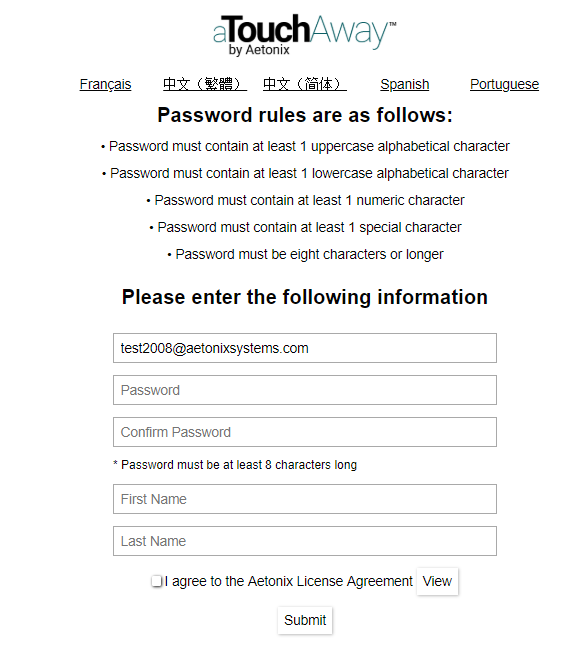 aTouchAway™
by Aetonix
Français 中文（繁體） 中文（简体） Spanish Portuguese
Password rules are as follows:
• Password must contain at least 1 uppercase alphabetical character
• Password must contain at least 1 lowercase alphabetical character
• Password must contain at least 1 numeric character
• Password must contain at least 1 special character
• Password must be eight characters or longer
Please enter the following information
test2008@aetonixsystems.com
Password
Confirm Password
* Password must be at least 8 characters long
First Name
Last Name
I agree to the Aetonix License Agreement View
Submit